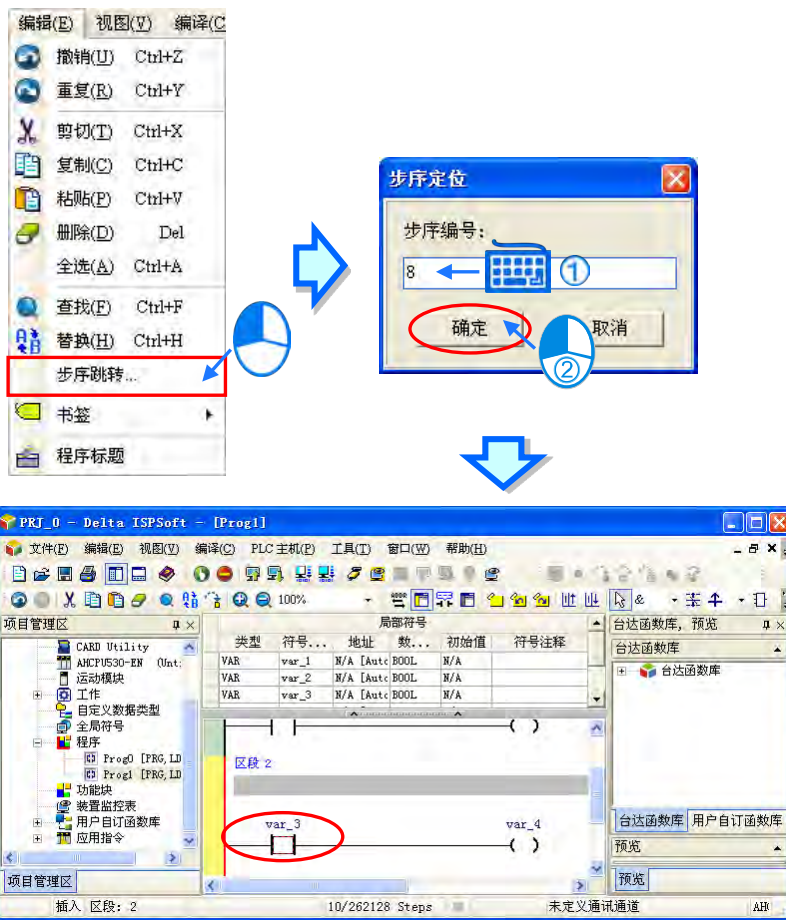 编辑(E) 视图(V) 编译(C
撤销(U) Ctrl+Z
重复(R) Ctrl+Y
剪切(T) Ctrl+X
复制(C) Ctrl+C
粘贴(P) Ctrl+V
删除(D) Del
全选(A) Ctrl+A
查找(F) Ctrl+F
替换(H) Ctrl+H
步序跳转...
书签
程序标题
步序定位
步序编号:
8
①
确定 取消
②
PRJ_0 - Delta ISPSoft - [Prog1]
文件(F) 编辑(E) 视图(V) 编译(C) PLC 主机(P) 工具(T) 窗口(W) 帮助(H)
100%
项目管理区
CARD Utility
AHCPU530-EN (Unt:
运动模块
工作
自定义数据类型
全局符号
程序
Prog0 [PRG,LD
Prog1 [PRG,LD
功能块
装置监控表
用户自订函数库
应用指令
项目管理区
局部符号
类型 符号... 地址 数... 初始值 符号注释
VAR var_1 N/A [Auto BOOL N/A
VAR var_2 N/A [Auto BOOL N/A
VAR var_3 N/A [Auto BOOL N/A
区段 2
var_3 var_4
台达函数库, 预览
台达函数库
台达函数库
台达函数库 用户自订函数库
预览
预览
插入 区段: 2 10/262128 Steps 未定义通讯通道 AH